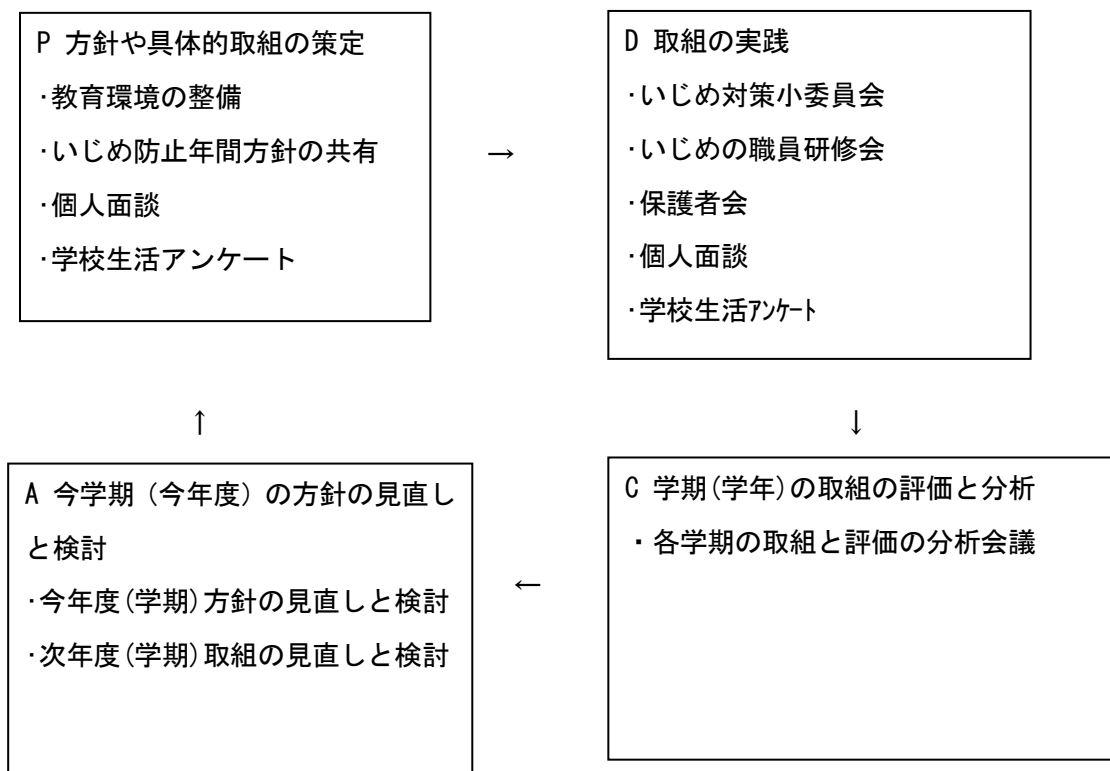 P 方針や具体的取組の策定
･教育環境の整備
･いじめ防止年間方針の共有
･個人面談
･学校生活アンケート
→
D 取組の実践
･いじめ対策小委員会
･いじめの職員研修会
･保護者会
･個人面談
･学校生活ｱﾝｹｰﾄ
↑
↓
A 今学期（今年度）の方針の見直し
と検討
･今年度(学期)方針の見直しと検討
･次年度(学期)取組の見直しと検討
←
C 学期(学年)の取組の評価と分析
・各学期の取組と評価の分析会議